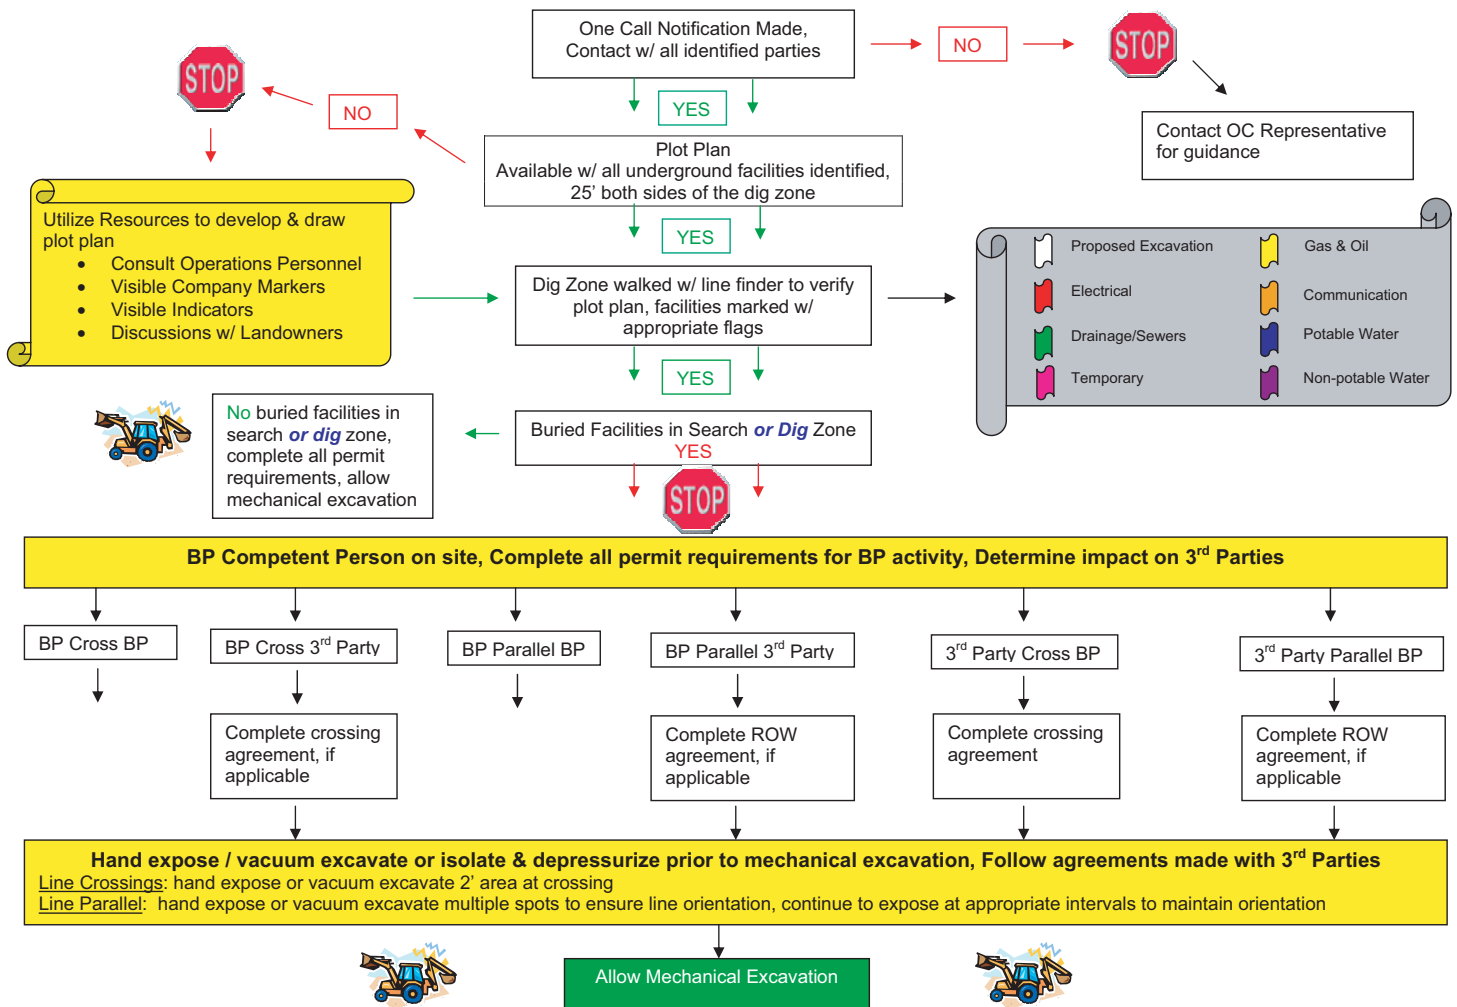 One Call Notification Made,
Contact w/ all identified parties
NO
STOP
Contact OC Representative
for guidance
YES
Plot Plan
Available w/ all underground facilities identified,
25' both sides of the dig zone
NO
STOP
Utilize Resources to develop & draw
plot plan
• Consult Operations Personnel
• Visible Company Markers
• Visible Indicators
• Discussions w/ Landowners
YES
Dig Zone walked w/ line finder to verify
plot plan, facilities marked w/
appropriate flags
Proposed Excavation
Gas & Oil
Electrical
Communication
Drainage/Sewers
Potable Water
Temporary
Non-potable Water
YES
Buried Facilities in Search or Dig Zone
YES
STOP
No buried facilities in
search or dig zone,
complete all permit
requirements, allow
mechanical excavation
BP Competent Person on site, Complete all permit requirements for BP activity, Determine impact on 3rd Parties
BP Cross BP
BP Cross 3rd Party
BP Parallel BP
BP Parallel 3rd Party
3rd Party Cross BP
3rd Party Parallel BP
Complete crossing
agreement, if
applicable
Complete ROW
agreement, if
applicable
Complete crossing
agreement
Complete ROW
agreement, if
applicable
Hand expose / vacuum excavate or isolate & depressurize prior to mechanical excavation, Follow agreements made with 3rd Parties
Line Crossings: hand expose or vacuum excavate 2' area at crossing
Line Parallel: hand expose or vacuum excavate multiple spots to ensure line orientation, continue to expose at appropriate intervals to maintain orientation
Allow Mechanical Excavation